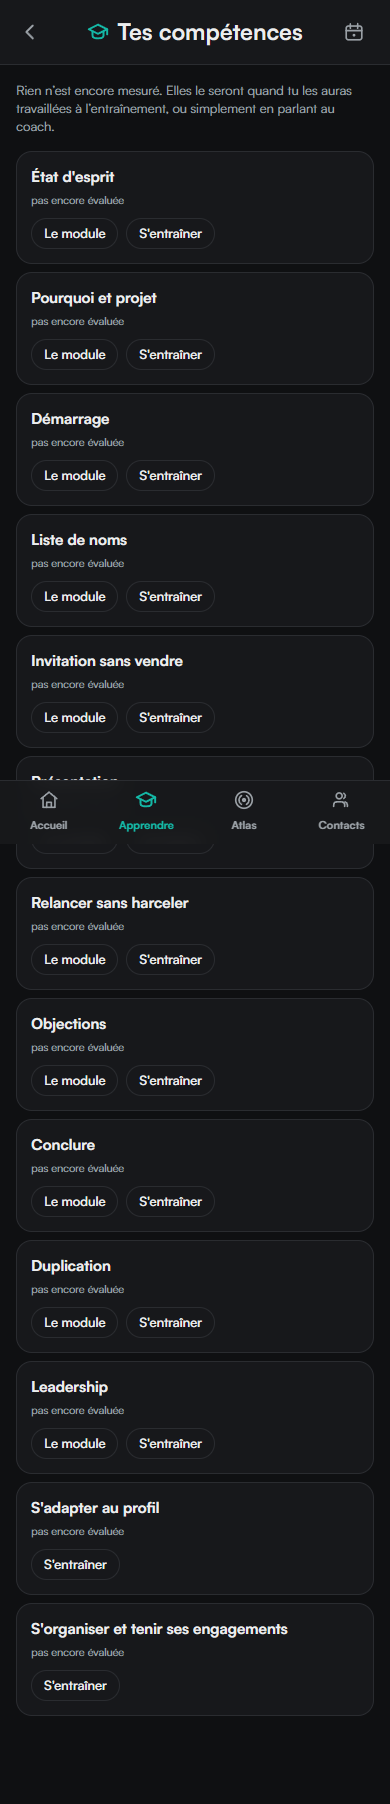 Tes compétences
Rien n'est encore mesuré. Elles le seront quand tu les auras
travaillées à l'entraînement, ou simplement en parlant au
coach.
État d'esprit
pas encore évaluée
Le module S'entraîner
Pourquoi et projet
pas encore évaluée
Le module S'entraîner
Démarrage
pas encore évaluée
Le module S'entraîner
Liste de noms
pas encore évaluée
Le module S'entraîner
Invitation sans vendre
pas encore évaluée
Le module S'entraîner
Présentation
Accueil Apprendre Atlas Contacts
Relancer sans harceler
pas encore évaluée
Le module S'entraîner
Objections
pas encore évaluée
Le module S'entraîner
Conclure
pas encore évaluée
Le module S'entraîner
Duplication
pas encore évaluée
Le module S'entraîner
Leadership
pas encore évaluée
Le module S'entraîner
S'adapter au profil
pas encore évaluée
S'entraîner
S'organiser et tenir ses engagements
pas encore évaluée
S'entraîner